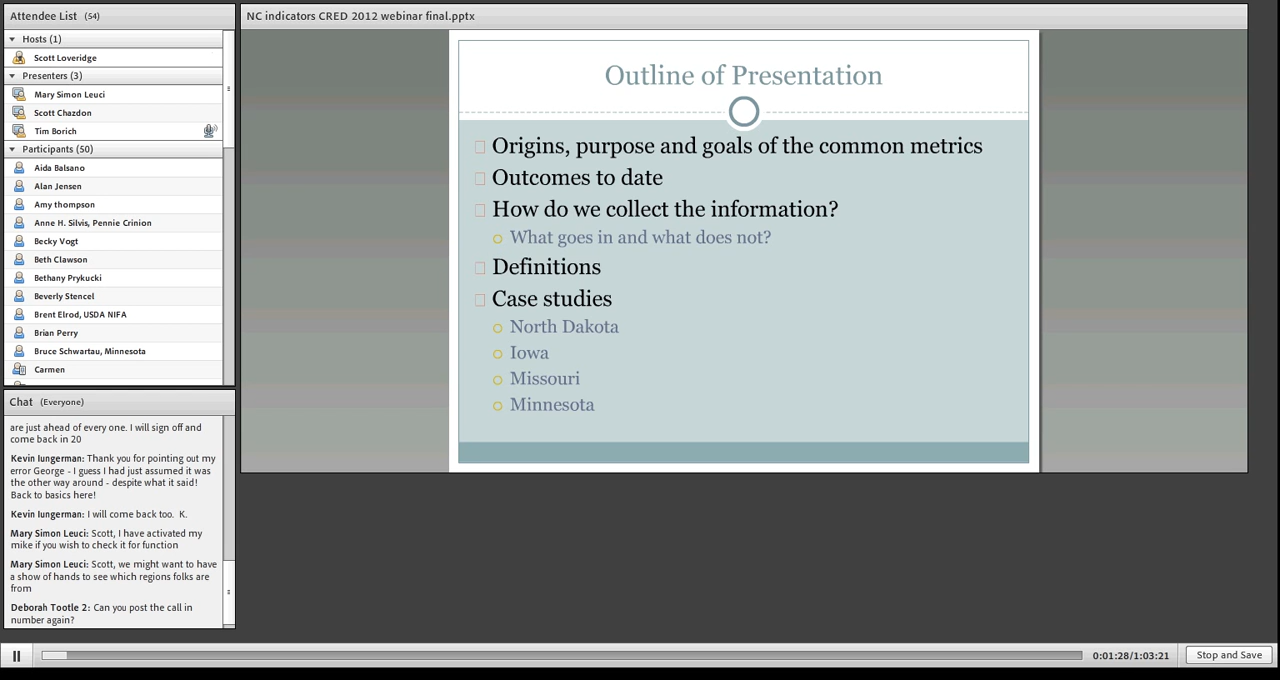 Attendee List (54)
Hosts (1)
Scott Loveridge
Presenters (3)
Mary Simon Leuci
Scott Chazdon
Tim Borich
Participants (50)
Aida Balsano
Alan Jensen
Amy thompson
Anne H. Silvis, Pennie Crinion
Becky Vogt
Beth Clawson
Bethany Prykucki
Beverly Stencel
Brent Elrod, USDA NIFA
Brian Perry
Bruce Schwartau, Minnesota
Carmen
Chat (Everyone)
are just ahead of every one. I will sign off and
come back in 20
Kevin Iungerman: Thank you for pointing out my
error George - I guess I had just assumed it was
the other way around - despite what it said!
Back to basics here!
Kevin Iungerman: I will come back too. K.
Mary Simon Leuci: Scott, I have activated my
mike if you wish to check it for function
Mary Simon Leuci: Scott, we might want to have
a show of hands to see which regions folks are
from
Deborah Tootle 2: Can you post the call in
number again?
NC indicators CRED 2012 webinar final.pptx
Outline of Presentation
Origins, purpose and goals of the common metrics
Outcomes to date
How do we collect the information?
What goes in and what does not?
Definitions
Case studies
North Dakota
Iowa
Missouri
Minnesota
0:01:28/1:03:21
Stop and Save